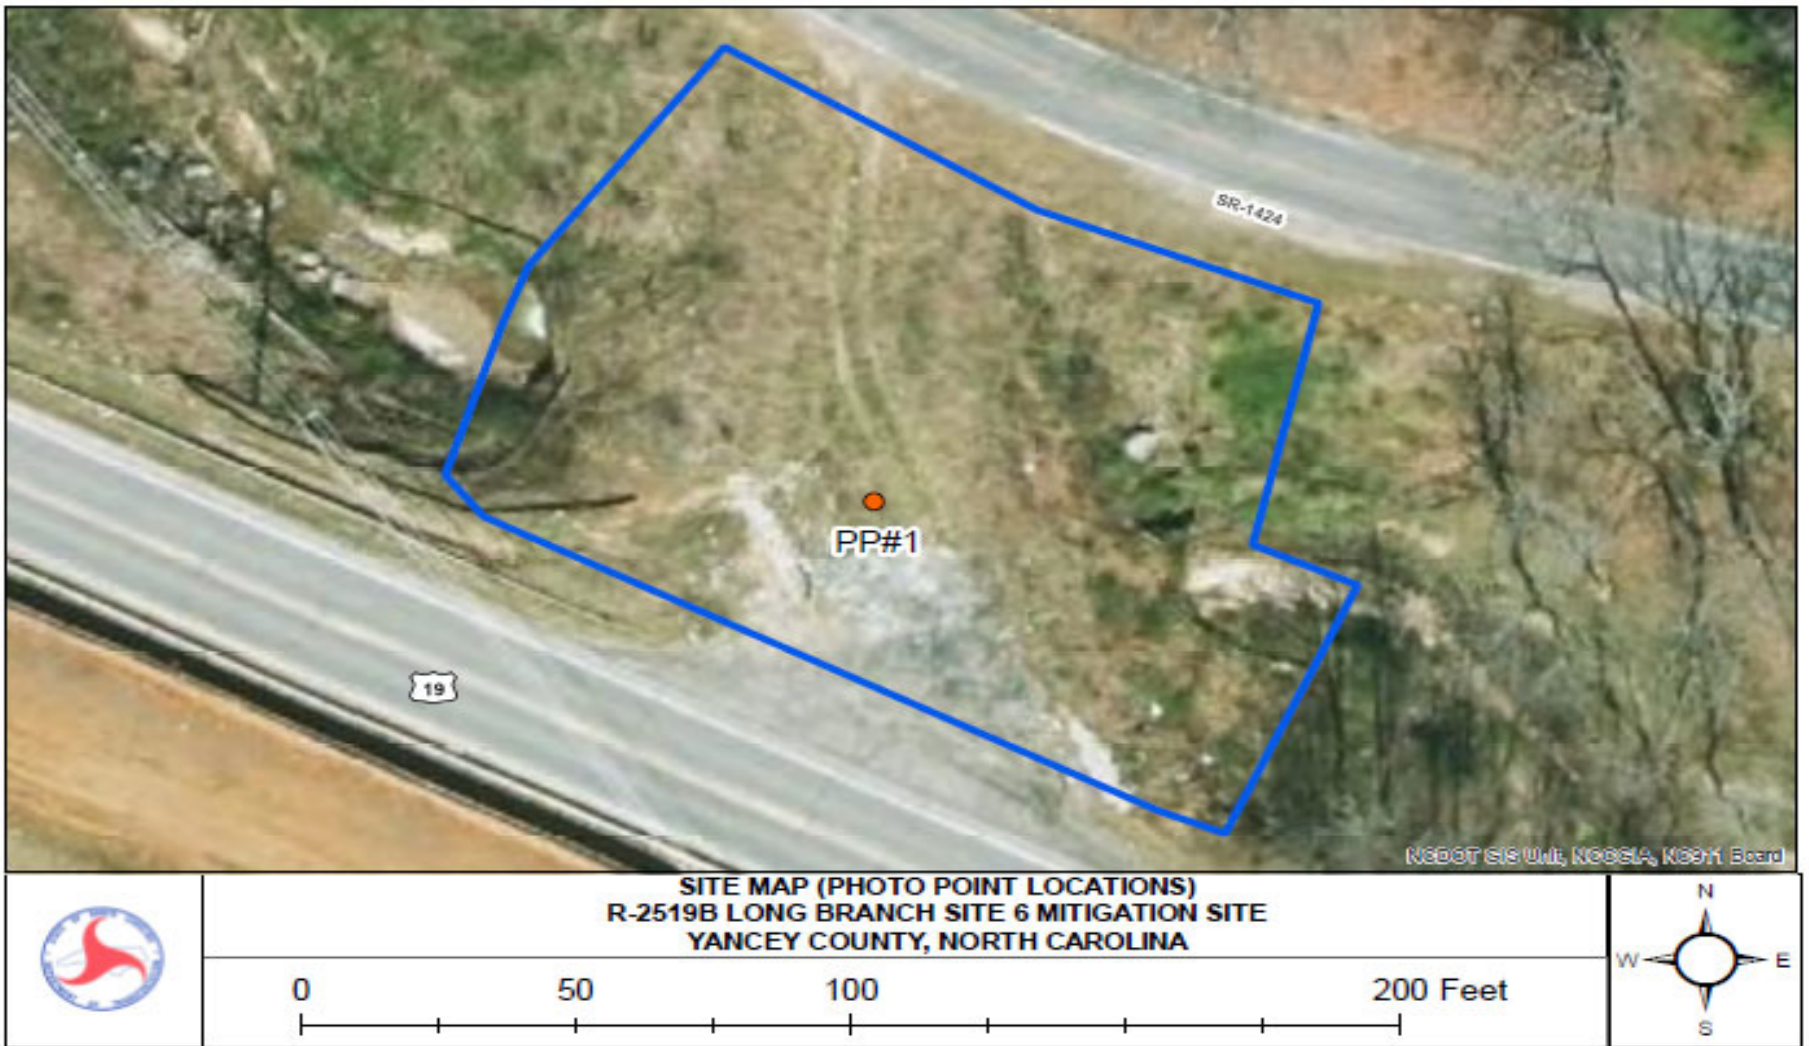 SR-1424
PP#1
19
NCDOT GIS Unit, NCCGIA, NC911 Board
SITE MAP (PHOTO POINT LOCATIONS)
R-2519B LONG BRANCH SITE 6 MITIGATION SITE
YANCEY COUNTY, NORTH CAROLINA
0 50 100 200 Feet
N
W E
S